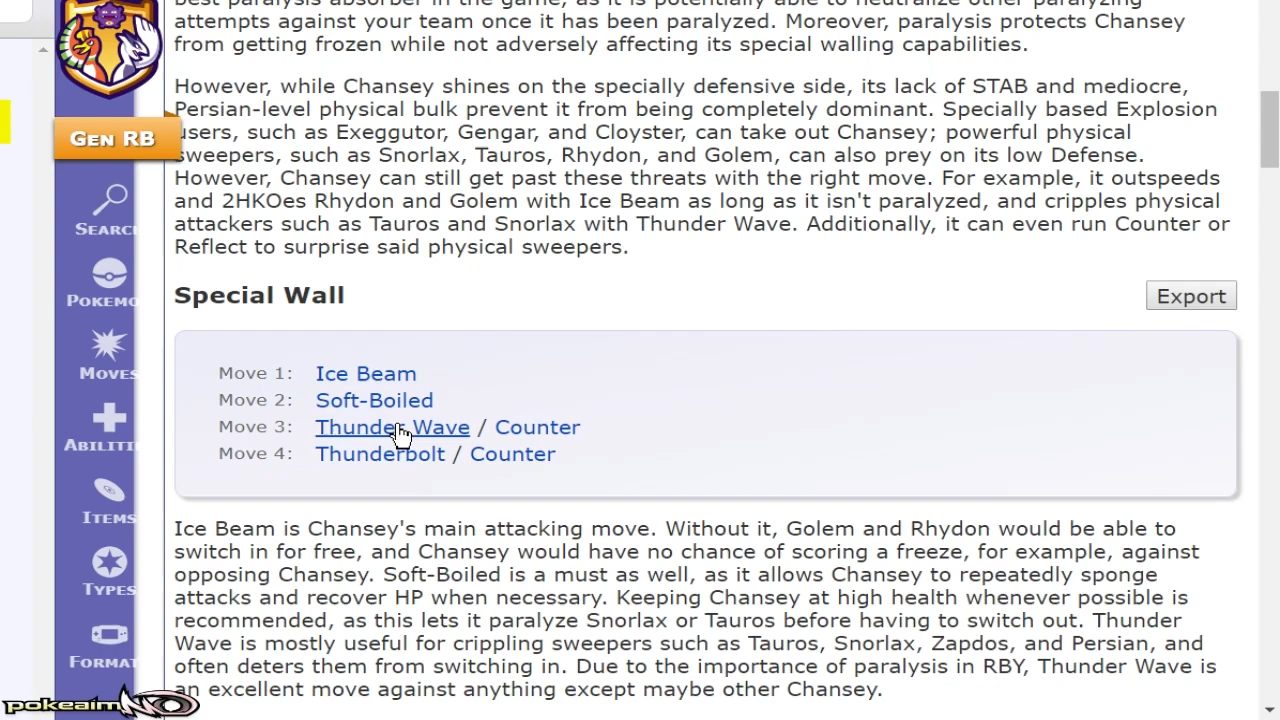 best paralysis absorber in the game, as it is potentially able to neutralize other paralyzing
attempts against your team once it has been paralyzed. Moreover, paralysis protects Chansey
from getting frozen while not adversely affecting its special walling capabilities.
However, while Chansey shines on the specially defensive side, its lack of STAB and mediocre,
Persian-level physical bulk prevent it from being completely dominant. Specially based Explosion
users, such as Exeggutor, Gengar, and Cloyster, can take out Chansey; powerful physical
sweepers, such as Snorlax, Tauros, Rhydon, and Golem, can also prey on its low Defense.
However, Chansey can still get past these threats with the right move. For example, it outspeeds
and 2HKOes Rhydon and Golem with Ice Beam as long as it isn't paralyzed, and cripples physical
attackers such as Tauros and Snorlax with Thunder Wave. Additionally, it can even run Counter or
Reflect to surprise said physical sweepers.
GEN RB
SEARC
POKEMO
MOVES
ABILITI
ITEMS
TYPES
FORMAT
Special Wall
Export
Move 1: Ice Beam
Move 2: Soft-Boiled
Move 3: Thunder Wave / Counter
Move 4: Thunderbolt / Counter
Ice Beam is Chansey's main attacking move. Without it, Golem and Rhydon would be able to
switch in for free, and Chansey would have no chance of scoring a freeze, for example, against
opposing Chansey. Soft-Boiled is a must as well, as it allows Chansey to repeatedly sponge
attacks and recover HP when necessary. Keeping Chansey at high health whenever possible is
recommended, as this lets it paralyze Snorlax or Tauros before having to switch out. Thunder
Wave is mostly useful for crippling sweepers such as Tauros, Snorlax, Zapdos, and Persian, and
often deters them from switching in. Due to the importance of paralysis in RBY, Thunder Wave is
an excellent move against anything except maybe other Chansey.
pokeaimMD